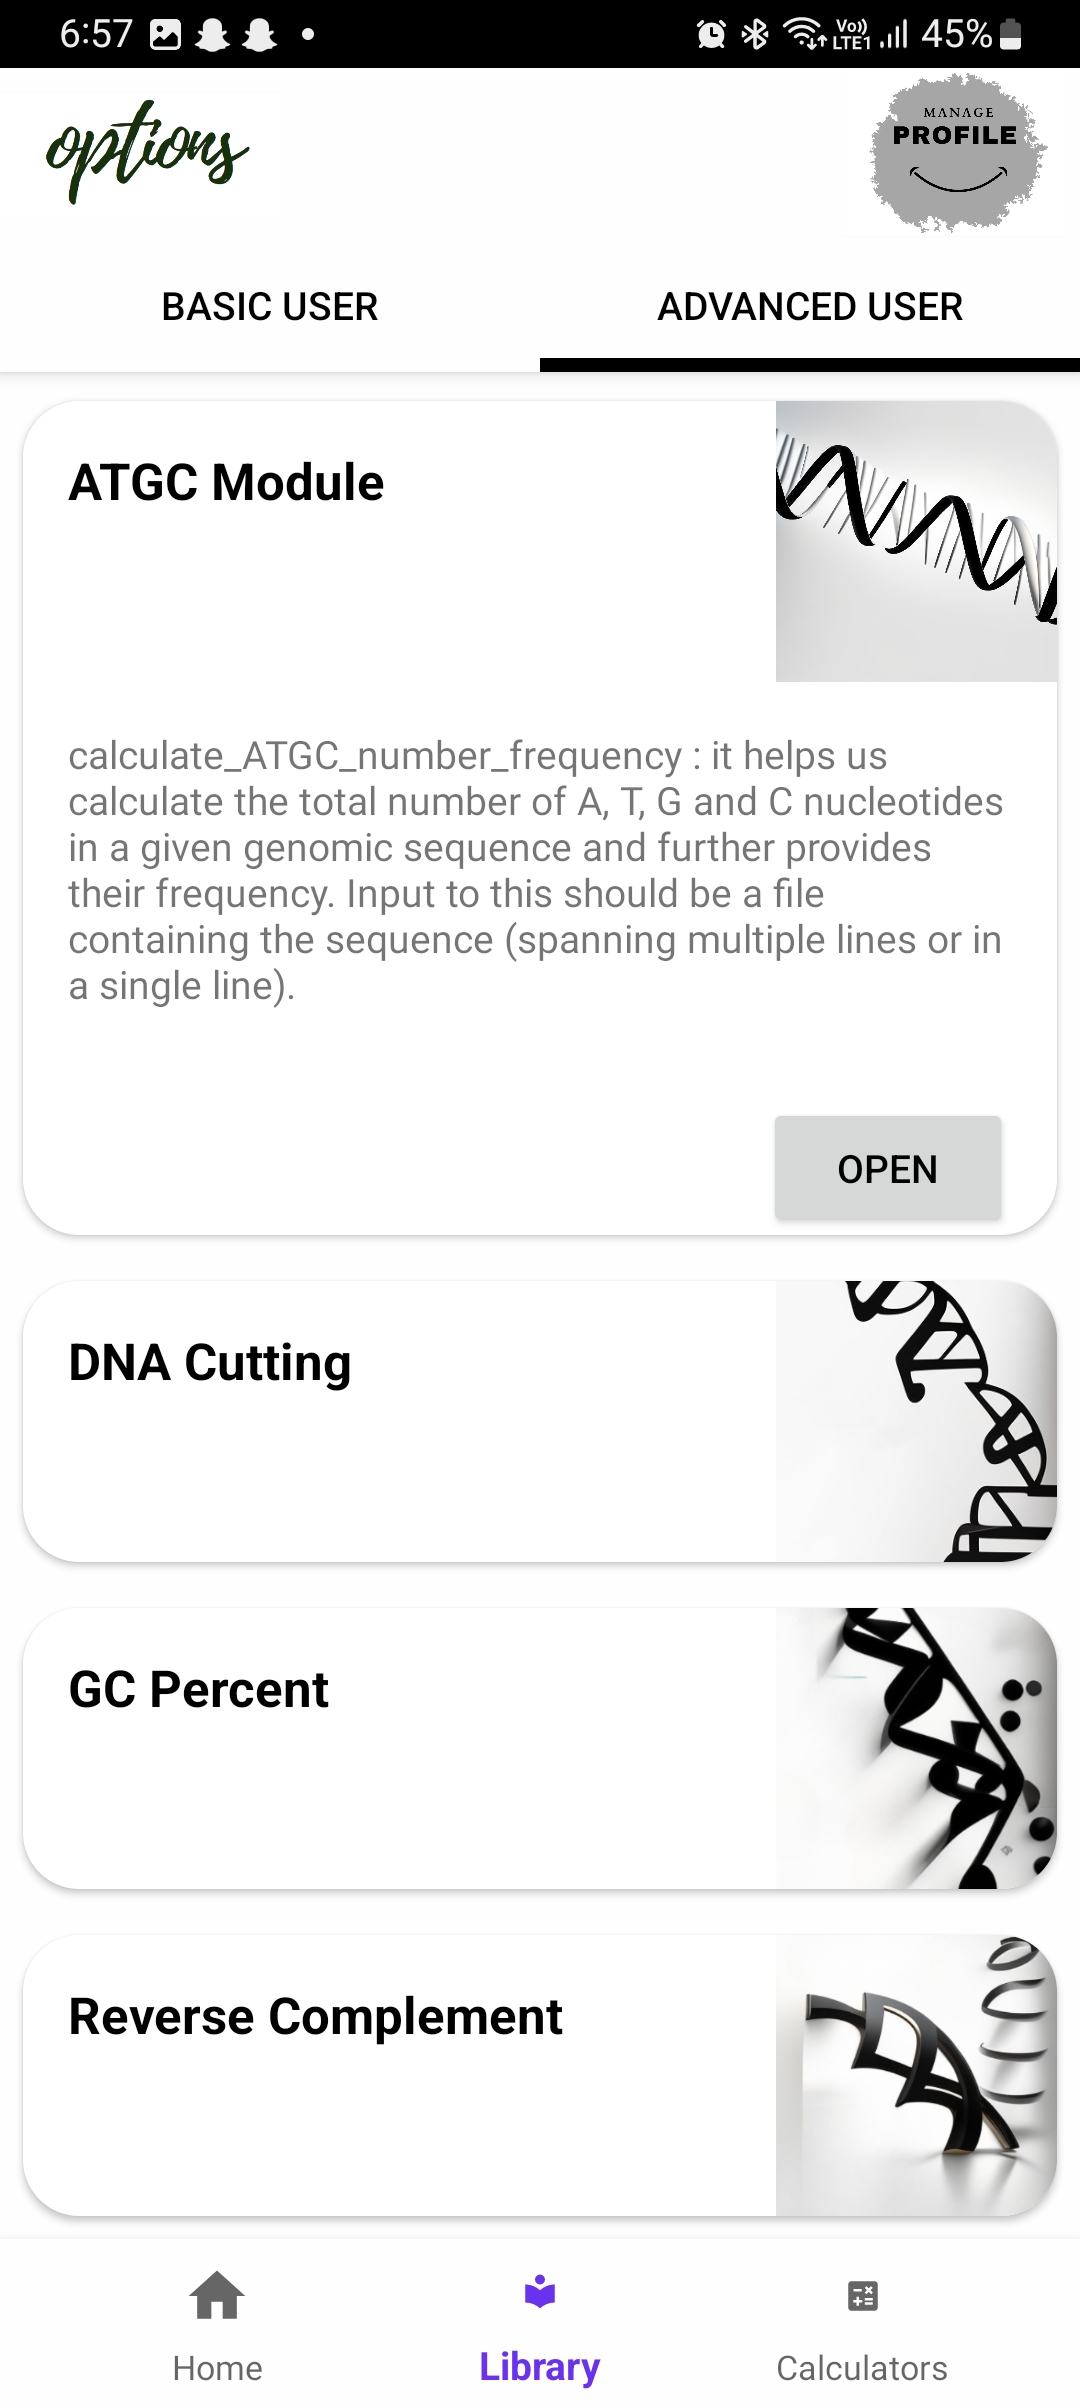 6:57
Vo)) LTE1 45%
options
MANAGE
PROFILE
BASIC USER
ADVANCED USER
ATGC Module
calculate_ATGC_number_frequency : it helps us
calculate the total number of A, T, G and C nucleotides
in a given genomic sequence and further provides
their frequency. Input to this should be a file
containing the sequence (spanning multiple lines or in
a single line).
OPEN
DNA Cutting
GC Percent
Reverse Complement
Home
Library
Calculators